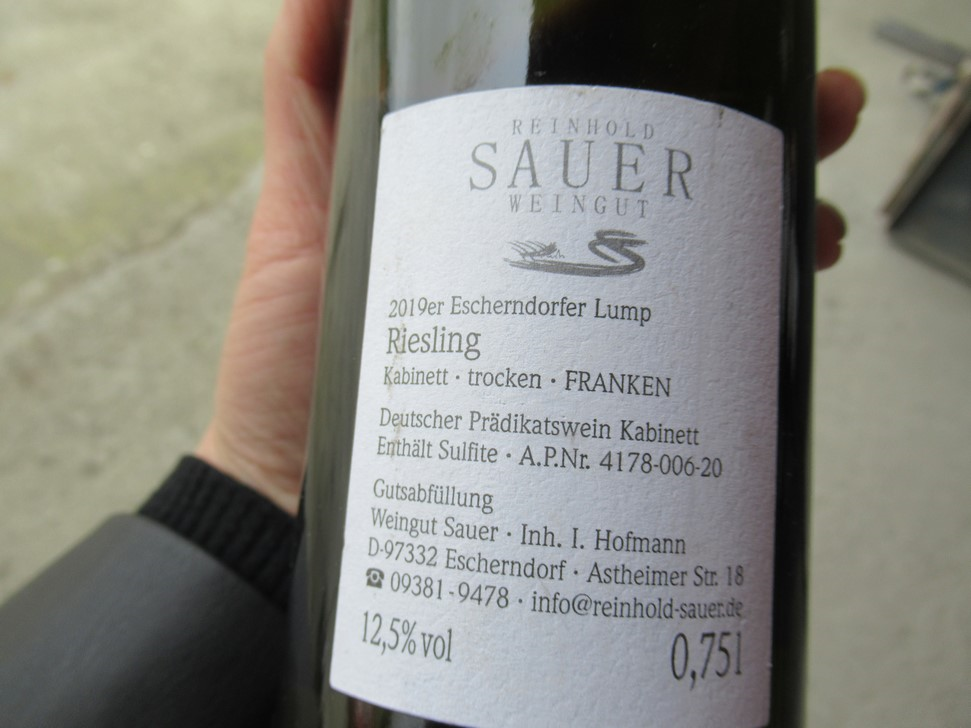 REINHOLD
SAUER
WEINGUT
2019er Escherndorfer Lump
Riesling
Kabinett · trocken · FRANKEN
Deutscher Prädikatswein Kabinett
Enthält Sulfite · A.P.Nr. 4178-006-20
Gutsabfüllung
Weingut Sauer · Inh. I. Hofmann
D-97332 Escherndorf · Astheimer Str. 18
☎ 09381-9478 · info@reinhold-sauer.de
12,5% vol 0,75l